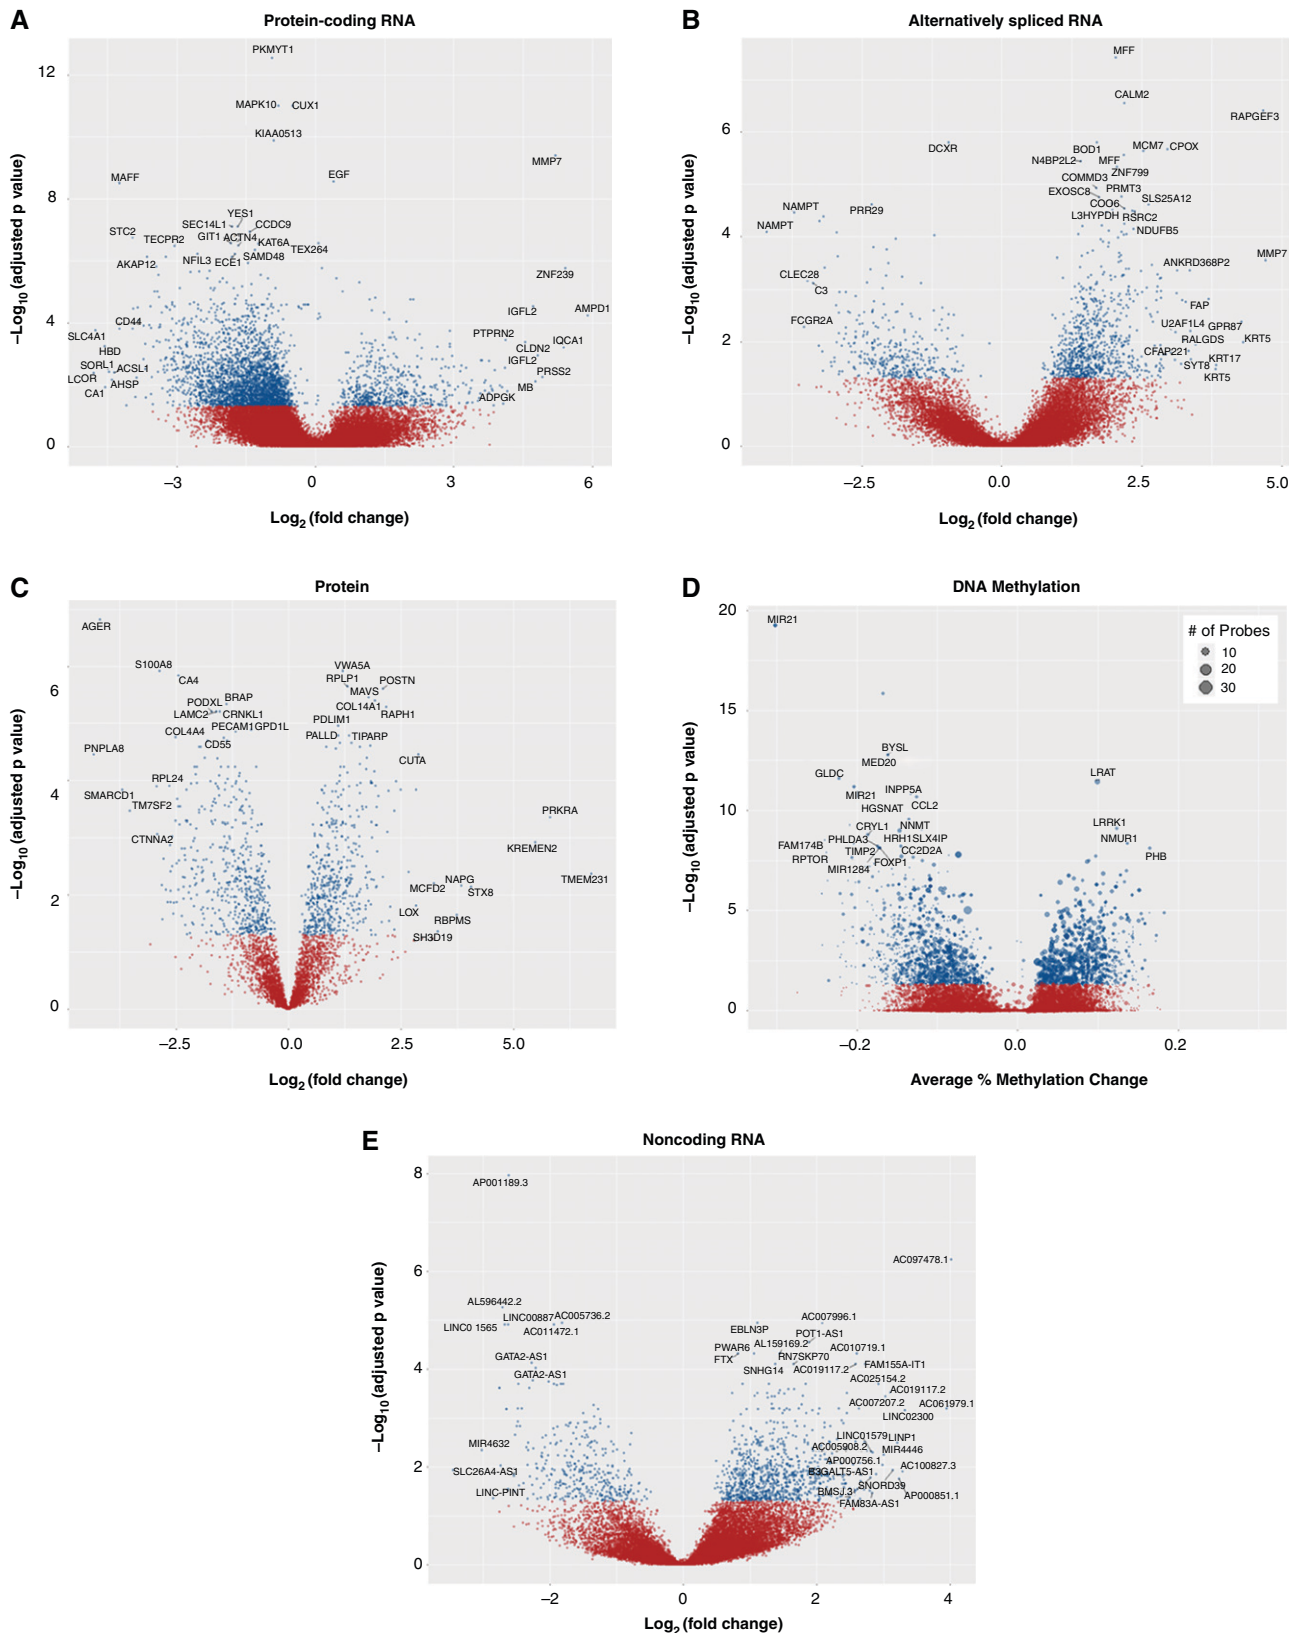 A
Protein-coding RNA
12
8
4
0
–3
0
3
6
–Log10 (adjusted p value)
Log2 (fold change)
PKMYT1
MAPK10
CUX1
KIAA0513
MMP7
EGF
MAFF
YES1
SEC14L1
CCDC9
STC2
GIT1
ACTN4
TECPR2
KAT6A
TEX264
SAMD48
NFIL3
ECE1
AKAP12
ZNF239
IGFL2
AMPD1
CD44
PTPRN2
SLC4A1
IQCA1
CLDN2
HBD
IGFL2
SORL1
ACSL1
PRSS2
LCOR
AHSP
MB
CA1
ADPGK
B
Alternatively spliced RNA
6
4
2
0
–2.5
0.0
2.5
5.0
–Log10 (adjusted p value)
Log2 (fold change)
MFF
CALM2
RAPGEF3
DCXR
BOD1
MCM7
CPOX
N4BP2L2
MFF
ZNF799
COMMD3
EXOSC8
PRMT3
SLS25A12
COO6
NAMPT
PRR29
L3HYPDH
RSRC2
NAMPT
NDUFB5
MMP7
ANKRD368P2
CLEC28
C3
FAP
FCGR2A
U2AF1L4
GPR87
RALGDS
KRT5
CFAP221
KRT17
SYT8
KRT5
C
Protein
6
4
2
0
–2.5
0.0
2.5
5.0
–Log10 (adjusted p value)
Log2 (fold change)
AGER
S100A8
CA4
VWA5A
RPLP1
POSTN
MAVS
PODXL
BRAP
COL14A1
LAMC2
CRNKL1
RAPH1
PDLIM1
PECAM1
GPD1L
COL4A4
PALLD
TIPARP
CD55
PNPLA8
CUTA
RPL24
SMARCD1
TM7SF2
PRKRA
CTNNA2
KREMEN2
NAPG
TMEM231
MCFD2
STX8
LOX
RBPMS
SH3D19
D
DNA Methylation
20
15
10
5
0
–0.2
0.0
0.2
–Log10 (adjusted p value)
Average % Methylation Change
# of Probes
10
20
30
MIR21
BYSL
MED20
GLDC
LRAT
INPP5A
MIR21
CCL2
HGSNAT
CRYL1
NNMT
LRRK1
PHLDA3
HRH1
SLX4IP
NMUR1
FAM174B
TIMP2
CC2D2A
PHB
RPTOR
FOXP1
MIR1284
E
Noncoding RNA
8
6
4
2
0
–2
0
2
4
–Log10 (adjusted p value)
Log2 (fold change)
AP001189.3
AC097478.1
AL596442.2
LINC00887
AC005736.2
LINC0 1565
AC011472.1
AC007996.1
EBLN3P
POT1-AS1
PWAR6
AL159169.2
AC010719.1
FTX
RN7SKP70
GATA2-AS1
SNHG14
AC019117.2
FAM155A-IT1
GATA2-AS1
AC025154.2
AC019117.2
AC007207.2
AC061979.1
LINC02300
LINC01579
LINP1
MIR4632
AC005908.2
MIR4446
AP000756.1
AC100827.3
SLC26A4-AS1
B3GALT5-AS1
SNORD39
LINC-PINT
BMSJ.3
AP000851.1
FAM83A-AS1